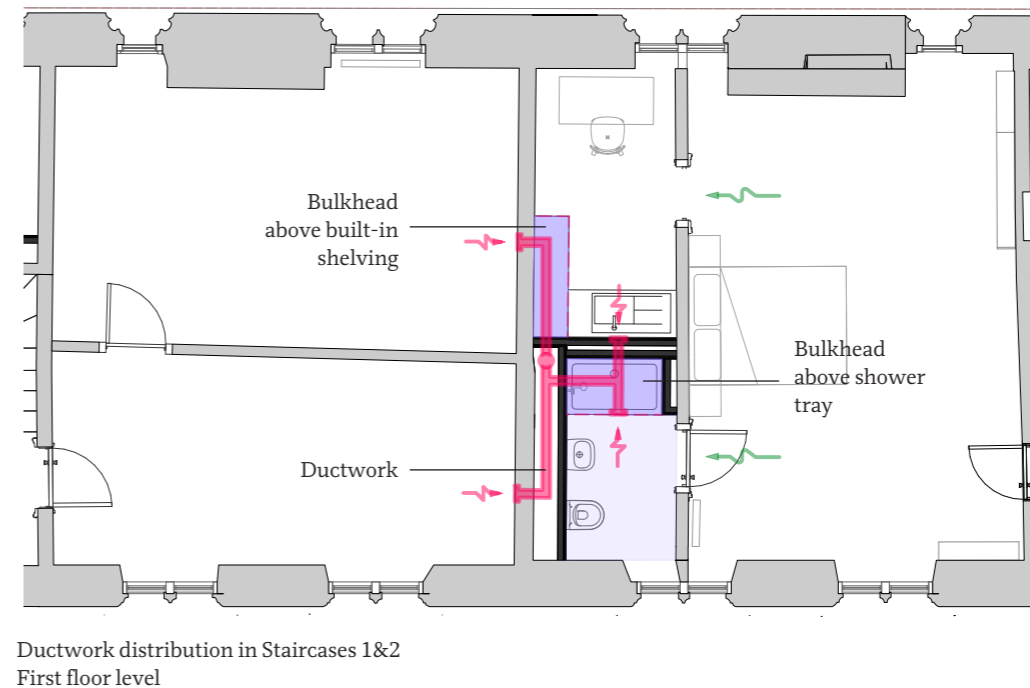 Bulkhead
above built-in
shelving
Bulkhead
above shower
tray
Ductwork
Ductwork distribution in Staircases 1&2
First floor level